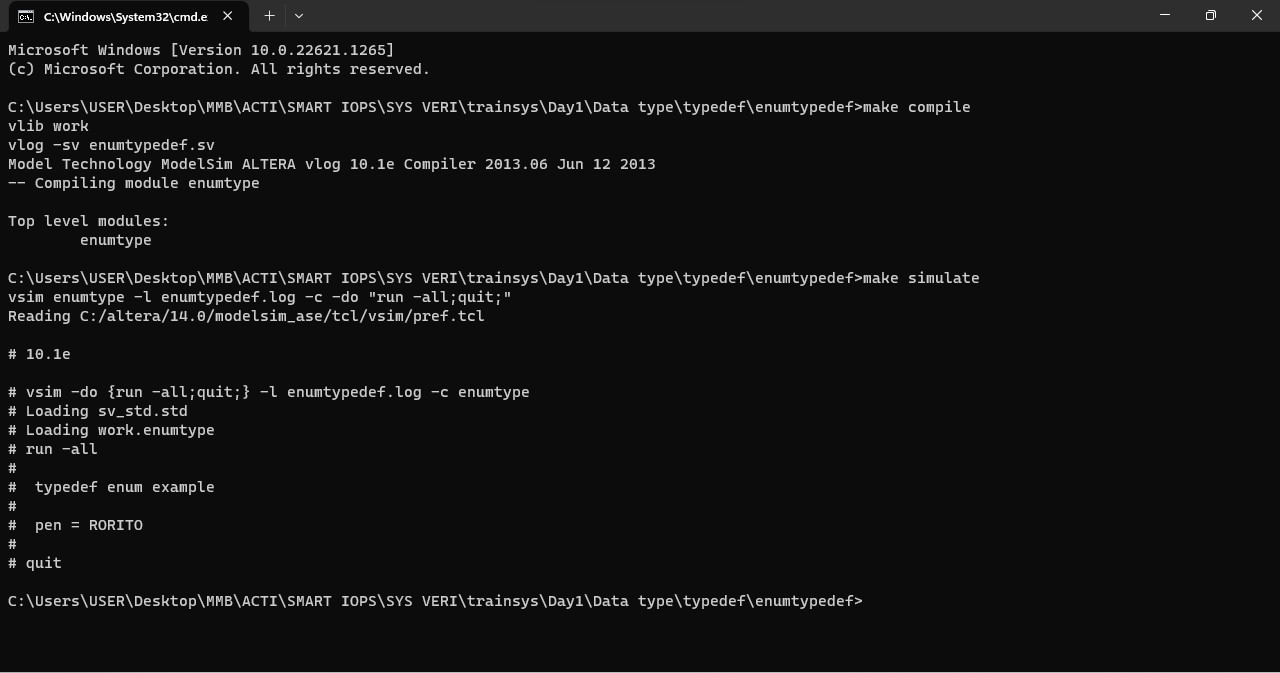 C:\Windows\System32\cmd.e
Microsoft Windows [Version 10.0.22621.1265]
(c) Microsoft Corporation. All rights reserved.
C:\Users\USER\Desktop\MMB\ACTI\SMART IOPS\SYS VERI\trainsys\Day1\Data type\typedef\enumtypedef>make compile
vlib work
vlog -sv enumtypedef.sv
Model Technology ModelSim ALTERA vlog 10.1e Compiler 2013.06 Jun 12 2013
-- Compiling module enumtype
Top level modules:
enumtype
C:\Users\USER\Desktop\MMB\ACTI\SMART IOPS\SYS VERI\trainsys\Day1\Data type\typedef\enumtypedef>make simulate
vsim enumtype -l enumtypedef.log -c -do "run -all;quit;"
Reading C:/altera/14.0/modelsim_ase/tcl/vsim/pref.tcl
# 10.1e
# vsim -do {run -all;quit;} -l enumtypedef.log -c enumtype
# Loading sv_std.std
# Loading work.enumtype
# run -all
#
#  typedef enum example
#
#  pen = RORITO
#
# quit
C:\Users\USER\Desktop\MMB\ACTI\SMART IOPS\SYS VERI\trainsys\Day1\Data type\typedef\enumtypedef>